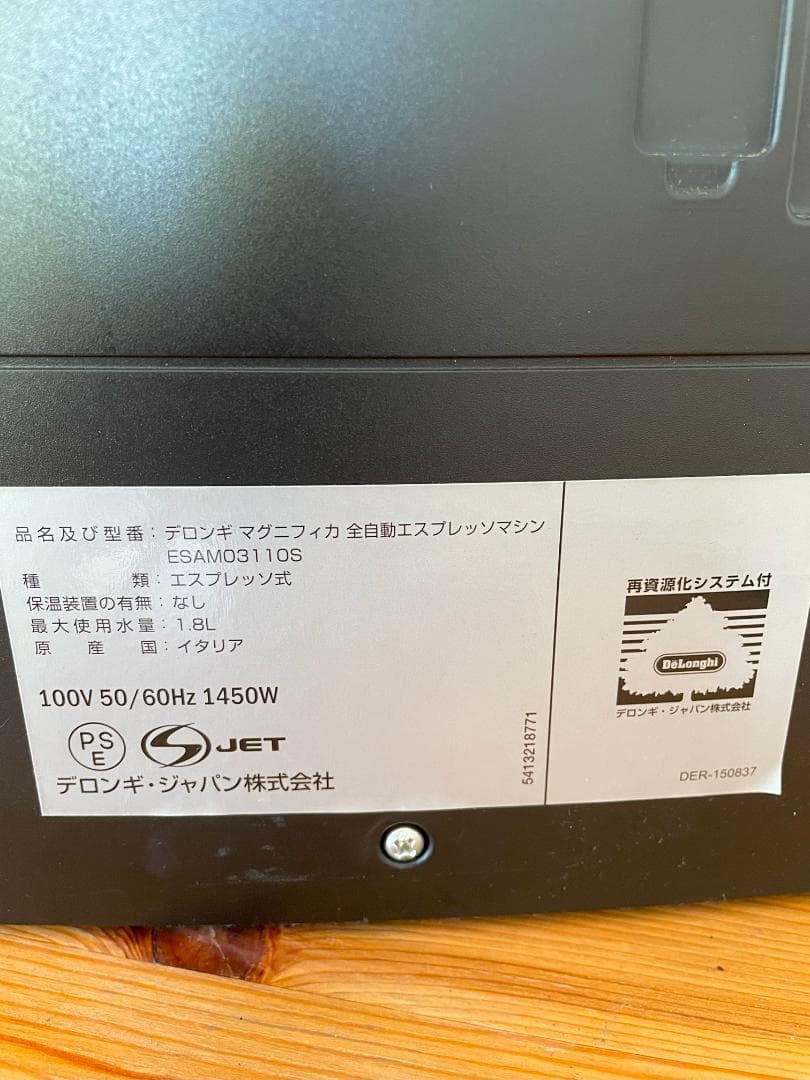 品名及び型番：デロンギ マグニフィカ 全自動エスプレッソマシン
ESAM03110S
種類：エスプレッソ式
保温装置の有無：なし
最大使用水量：1.8L
原産国：イタリア
100V 50/60Hz 1450W
PSE
S JET
デロンギ・ジャパン株式会社
5413218771
再資源化システム付
DeLonghi
デロンギ・ジャパン株式会社
DER-150837